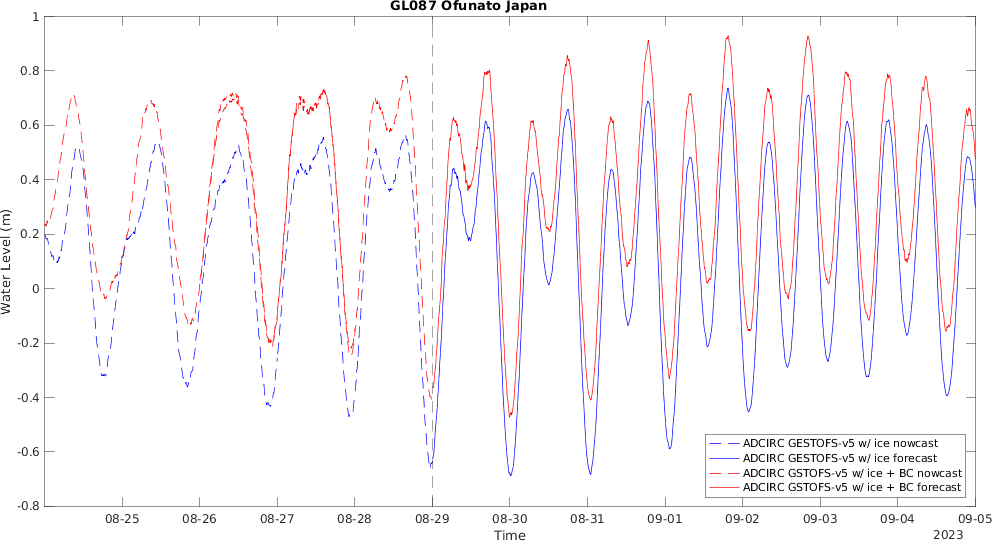 GL087 Ofunato Japan
Water Level (m)
1
0.8
0.6
0.4
0.2
0
-0.2
-0.4
-0.6
-0.8
08-25 08-26 08-27 08-28 08-29 08-30 08-31 09-01 09-02 09-03 09-04 09-05
Time
2023
ADCIRC GESTOFS-v5 w/ ice nowcast
ADCIRC GESTOFS-v5 w/ ice forecast
ADCIRC GSTOFS-v5 w/ ice + BC nowcast
ADCIRC GSTOFS-v5 w/ ice + BC forecast